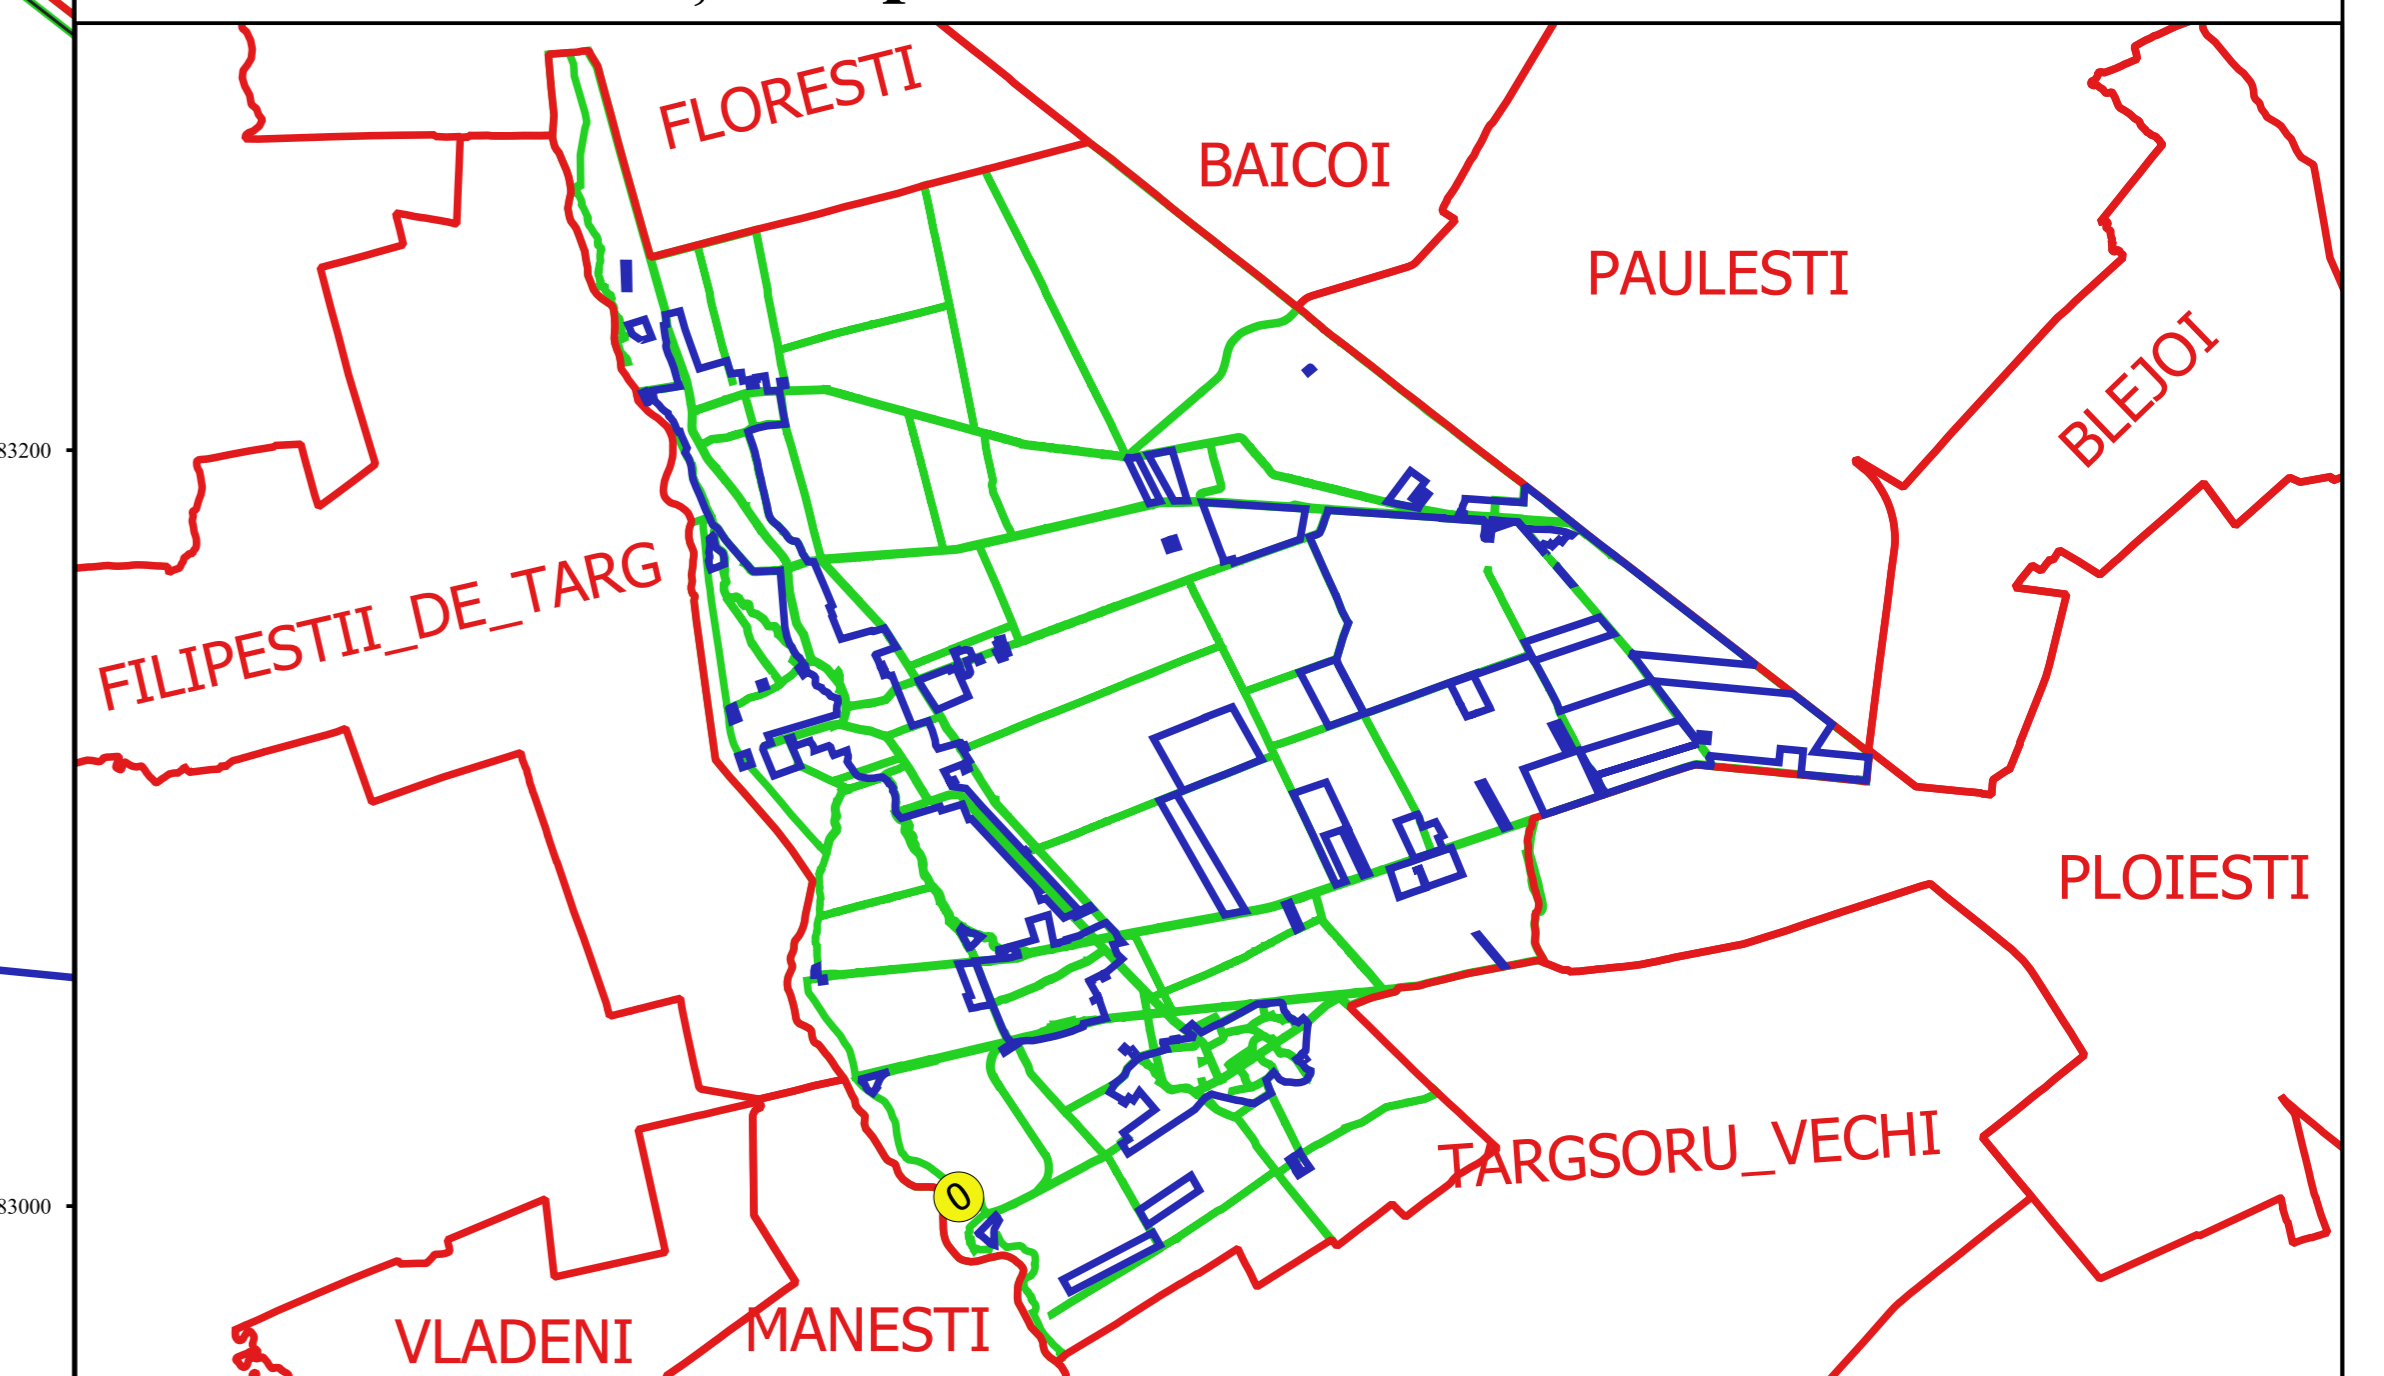 FLORESTI
BAICOI
PAULESTI
BLEJOI
83200
FILIPESTII_DE_TARG
PLOIESTI
TARGSORU_VECHI
0
83000
VLADENI
MANESTI